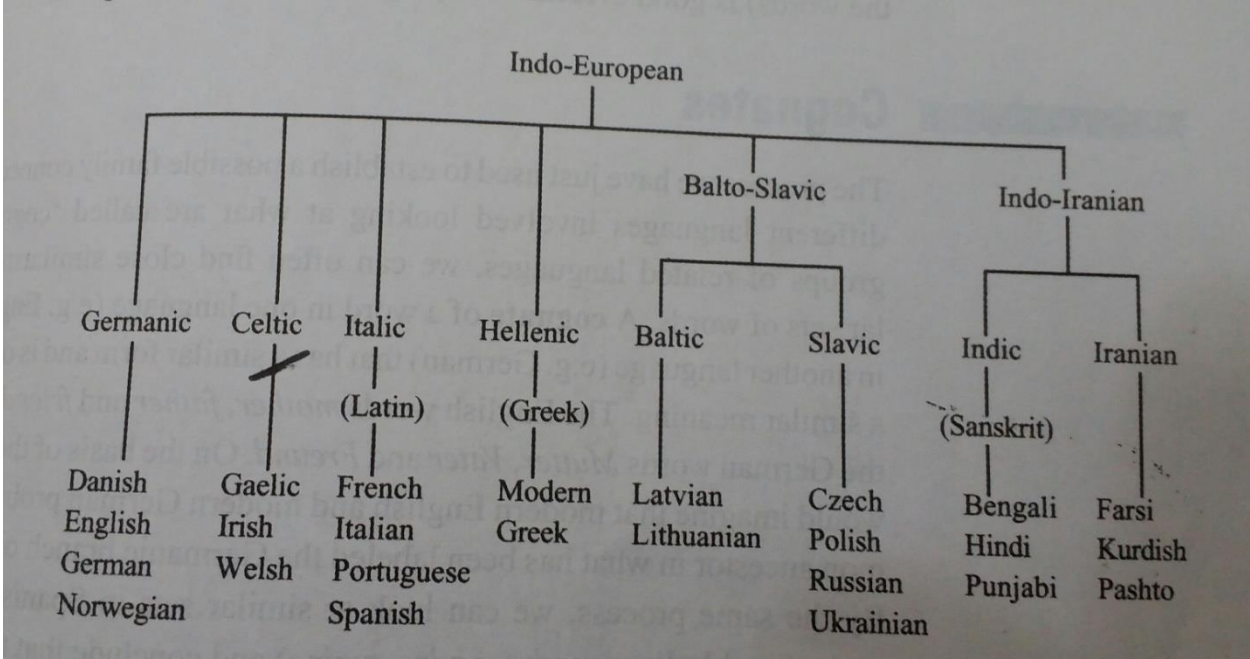 Indo-European
Balto-Slavic
Indo-Iranian
Germanic Celtic Italic Hellenic Baltic Slavic Indic Iranian
(Latin) (Greek) (Sanskrit)
Danish Gaelic French Modern Latvian Czech Bengali Farsi
English Irish Italian Greek Lithuanian Polish Hindi Kurdish
German Welsh Portuguese Russian Punjabi Pashto
Norwegian Spanish Ukrainian